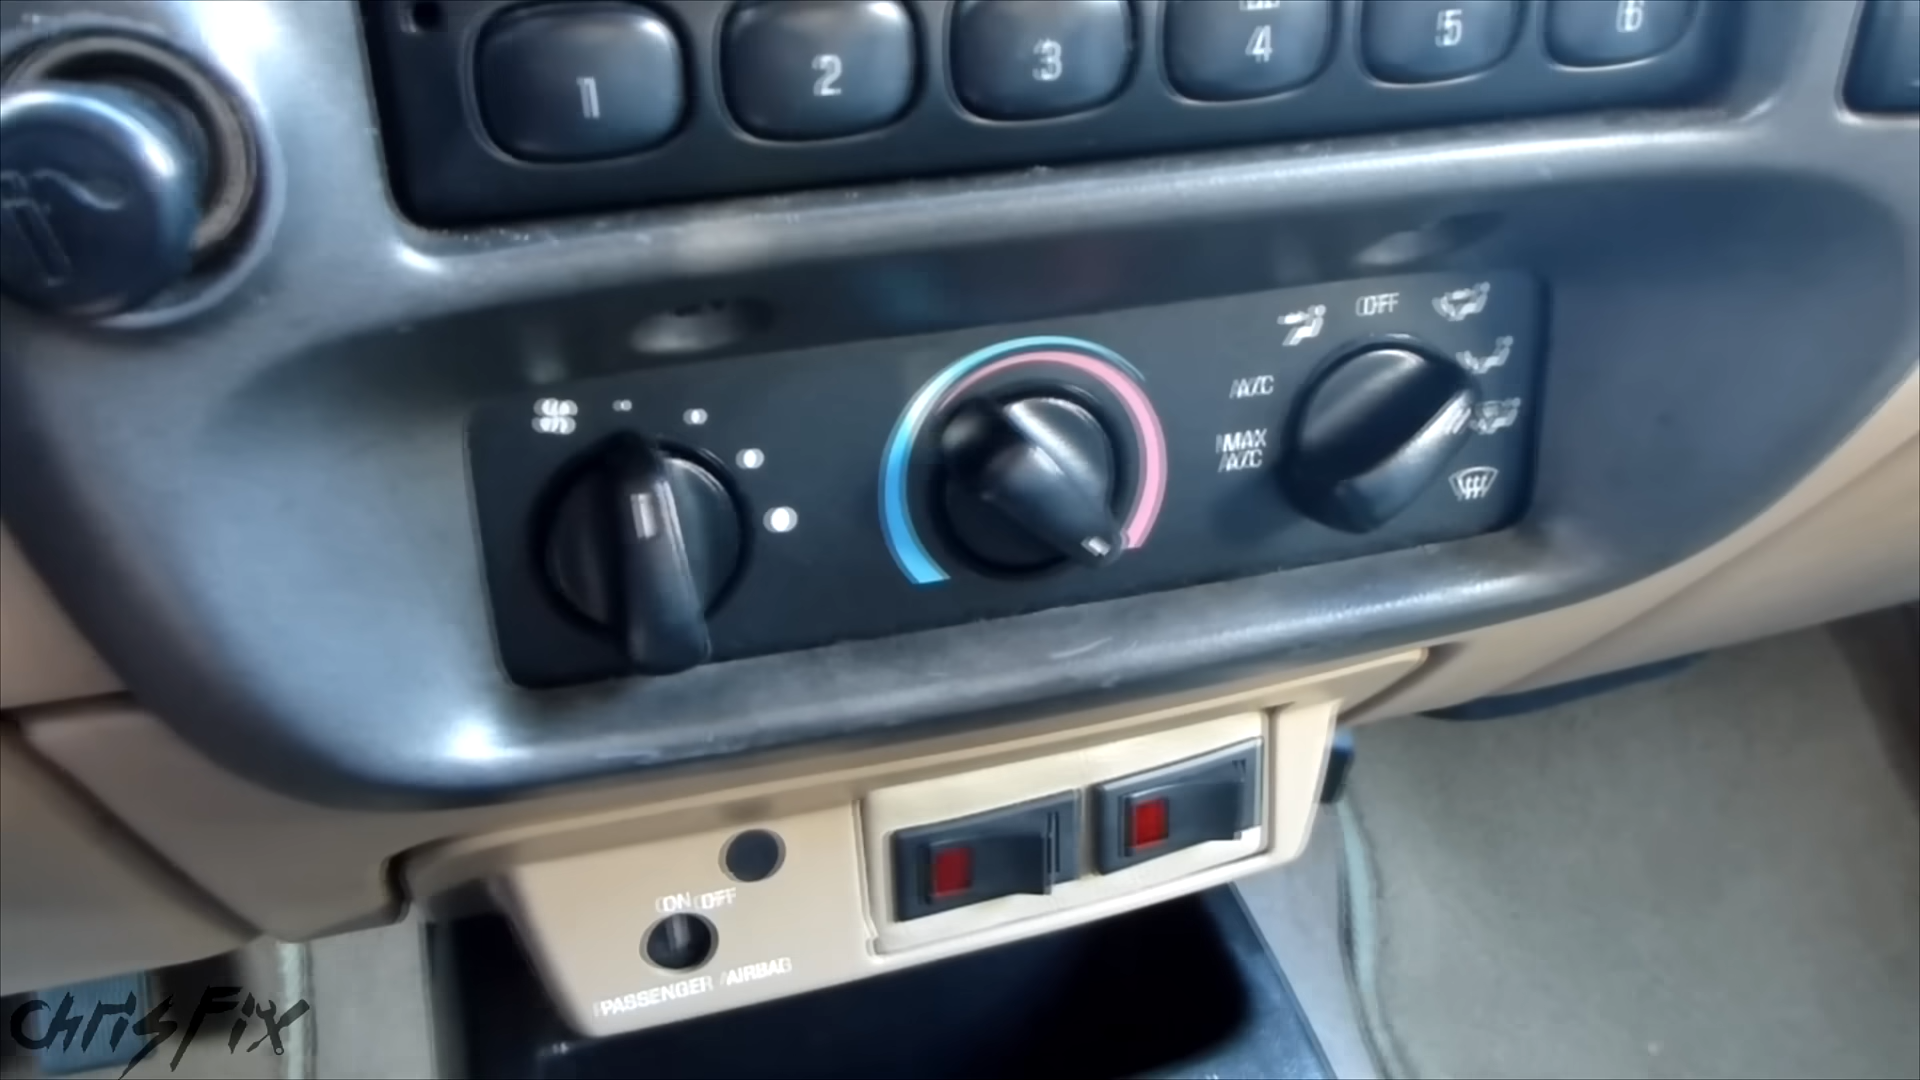 1 2 3 4 5 6
OFF
A/C
MAX
A/C
ON OFF
PASSENGER AIRBAG
ChrisFix